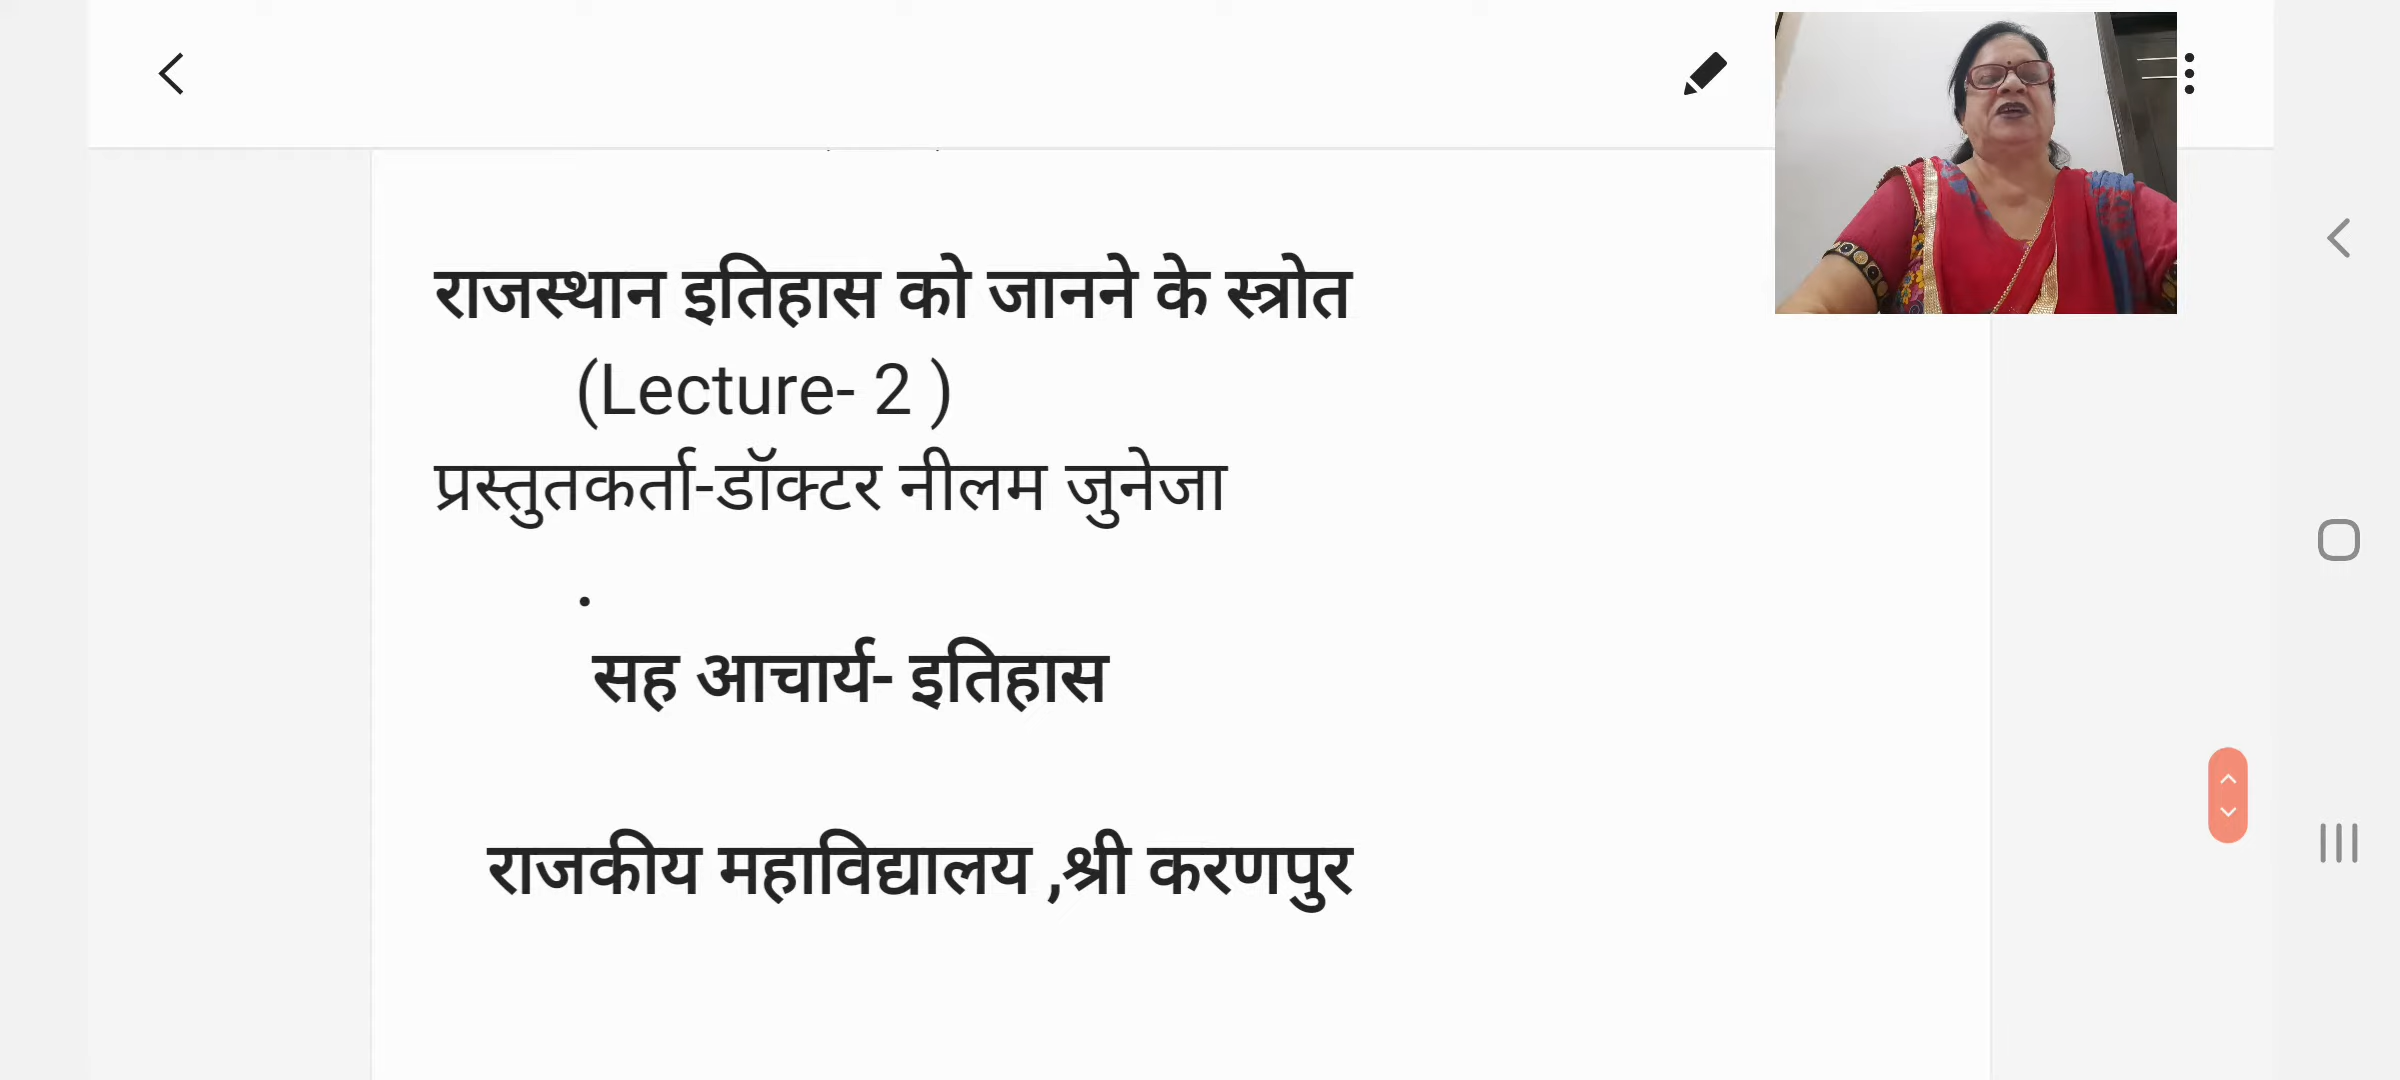 राजस्थान इतिहास को जानने के स्त्रोत
(Lecture- 2 )
प्रस्तुतकर्ता-डॉक्टर नीलम जुनेजा
.
सह आचार्य- इतिहास
राजकीय महाविद्यालय ,श्री करणपुर